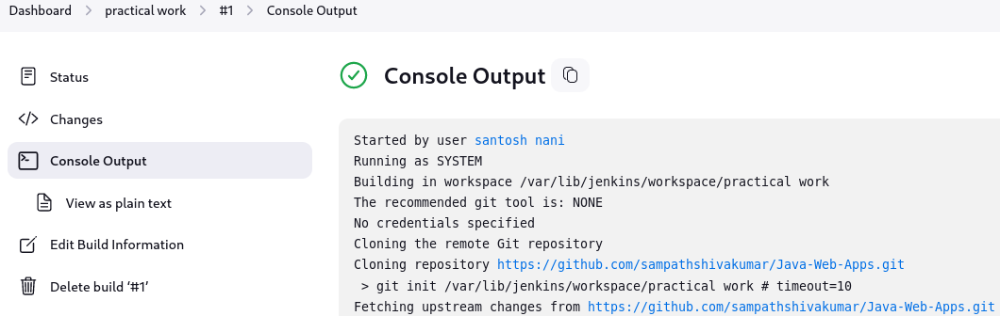 Dashboard > practical work > #1 > Console Output
Status
Changes
Console Output
View as plain text
Edit Build Information
Delete build ‘#1’
Console Output
Started by user santosh nani
Running as SYSTEM
Building in workspace /var/lib/jenkins/workspace/practical work
The recommended git tool is: NONE
No credentials specified
Cloning the remote Git repository
Cloning repository https://github.com/sampathshivakumar/Java-Web-Apps.git
 > git init /var/lib/jenkins/workspace/practical work # timeout=10
Fetching upstream changes from https://github.com/sampathshivakumar/Java-Web-Apps.git